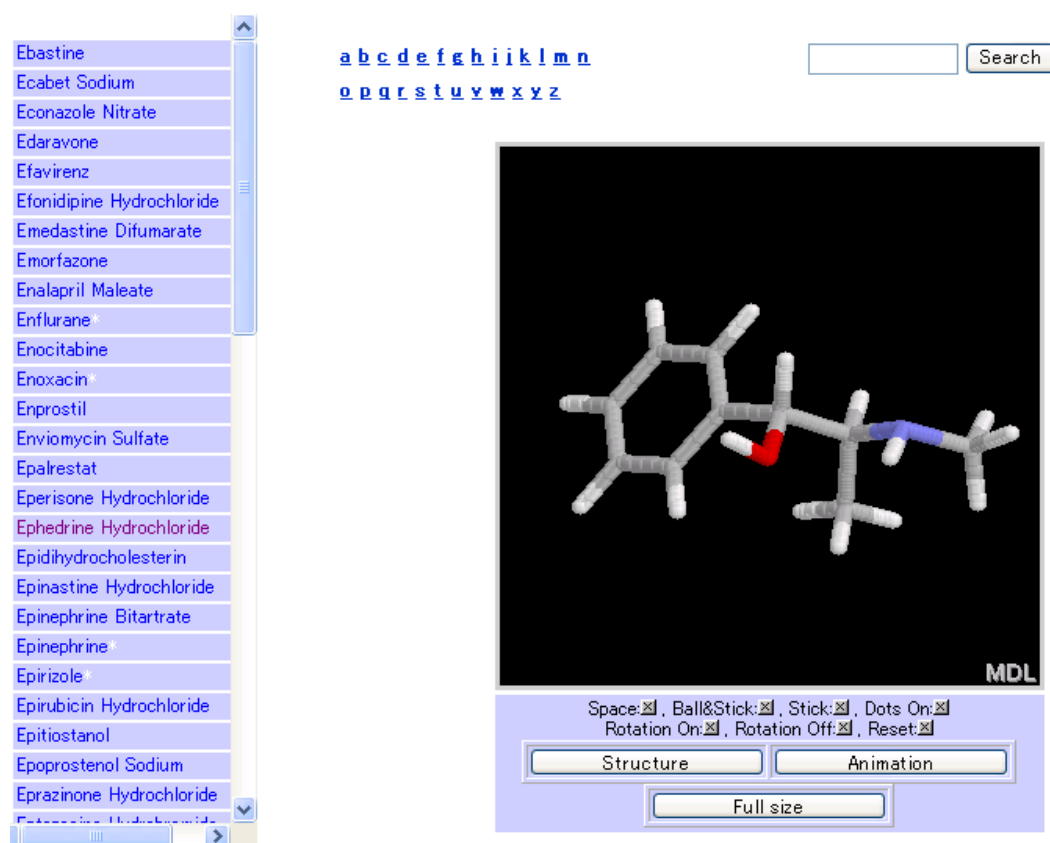 Ebastine
Ecabet Sodium
Econazole Nitrate
Edaravone
Efavirenz
Efonidipine Hydrochloride
Emedastine Difumarate
Emorfazone
Enalapril Maleate
Enflurane*
Enocitabine
Enoxacin*
Enprostil
Enviomycin Sulfate
Epalrestat
Eperisone Hydrochloride
Ephedrine Hydrochloride
Epidihydrocholesterin
Epinastine Hydrochloride
Epinephrine Bitartrate
Epinephrine*
Epirizole*
Epirubicin Hydrochloride
Epitiostanol
Epoprostenol Sodium
Eprazinone Hydrochloride
a b c d e f g h i j k l m n
o p q r s t u v w x y z
Search
MDL
Space: , Ball&Stick: , Stick: , Dots On:
Rotation On: , Rotation Off: , Reset:
Structure
Animation
Full size